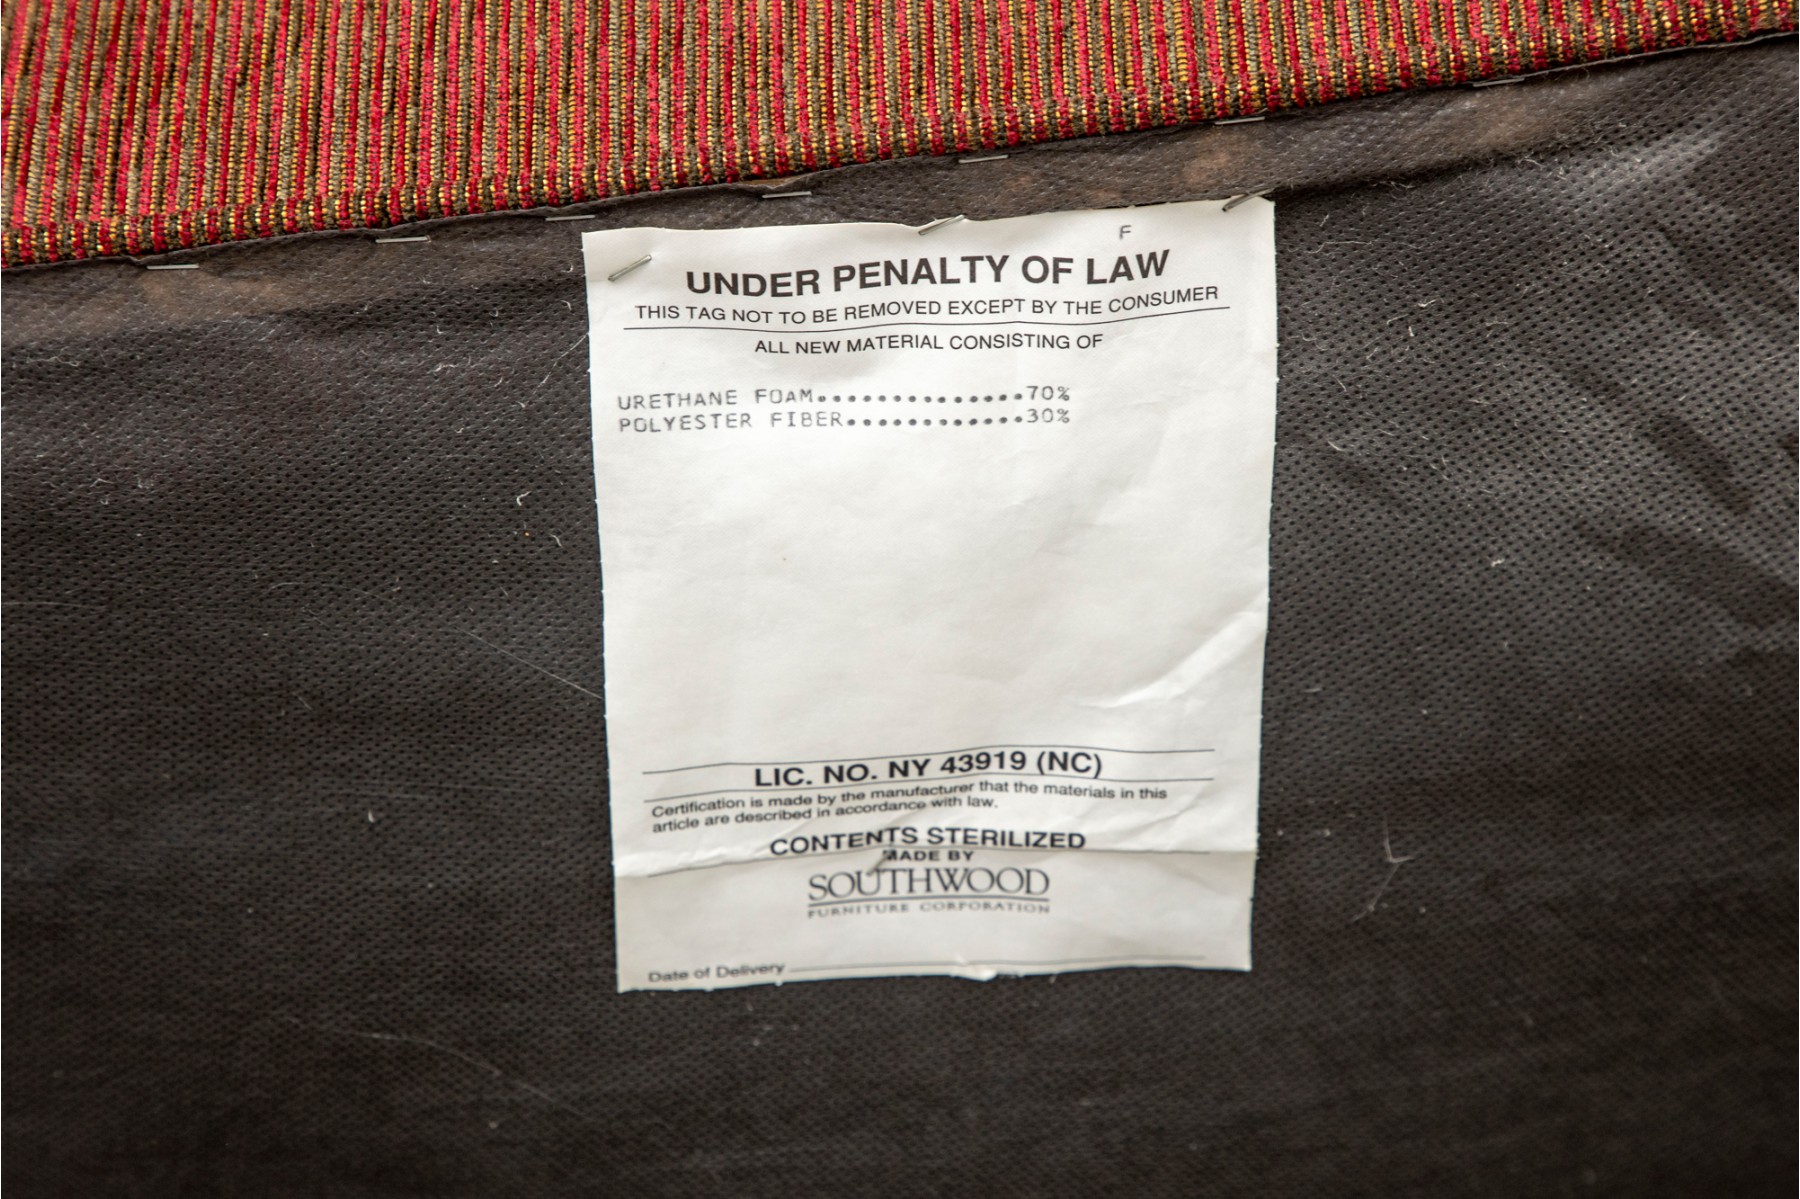 F
UNDER PENALTY OF LAW
THIS TAG NOT TO BE REMOVED EXCEPT BY THE CONSUMER
ALL NEW MATERIAL CONSISTING OF
URETHANE FOAM..............70%
POLYESTER FIBER............30%
LIC. NO. NY 43919 (NC)
Certification is made by the manufacturer that the materials in this
article are described in accordance with law.
CONTENTS STERILIZED
MADE BY
SOUTHWOOD
FURNITURE CORPORATION
Date of Delivery